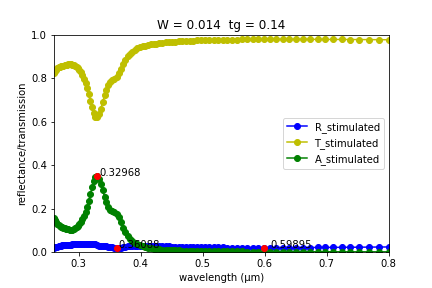 W = 0.014 tg = 0.14
1.0
0.8
0.6
0.4
0.2
0.0
reflectance/transmission
R_stimulated
T_stimulated
A_stimulated
0.32968
0.59895
0.3
0.4
0.5
0.6
0.7
0.8
wavelength (μm)